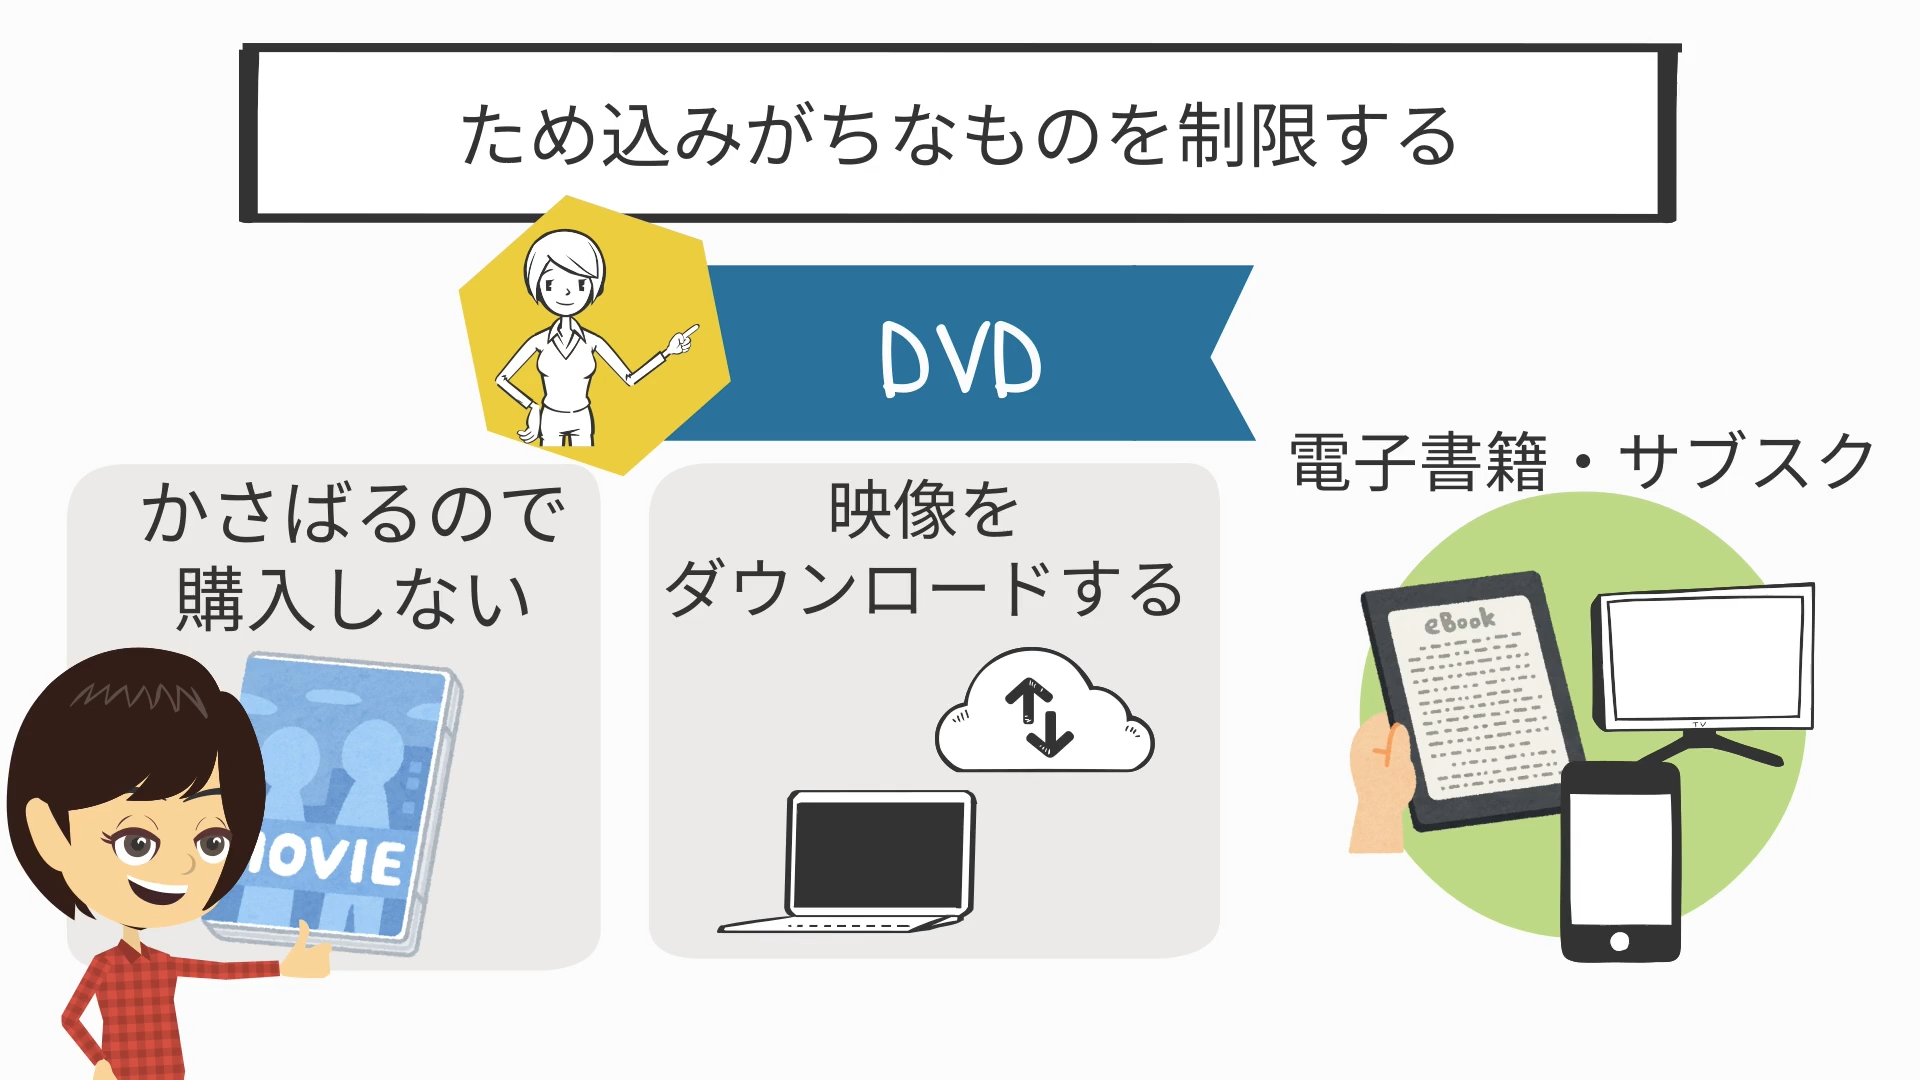 ため込みがちなものを制限する
DVD
かさばるので
購入しない
MOVIE
映像を
ダウンロードする
電子書籍・サブスク
eBook
TV